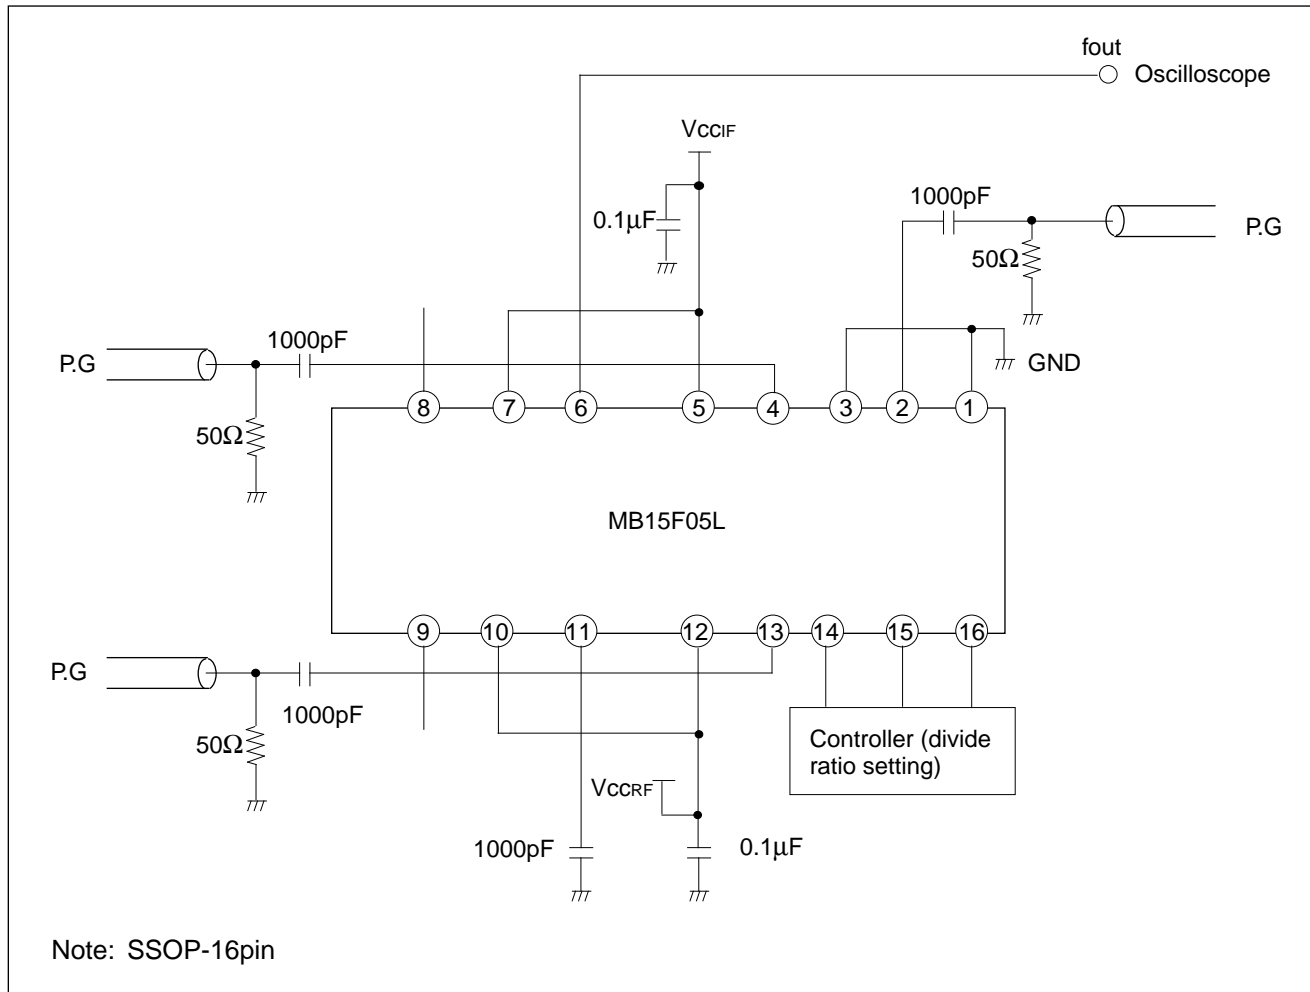 fout
Oscilloscope
VCCIF
0.1μF
1000pF
P.G
50Ω
1000pF
P.G
GND
50Ω
8
7
6
5
4
3
2
1
MB15F05L
9
10
11
12
13
14
15
16
P.G
1000pF
50Ω
Controller (divide
ratio setting)
VCCRF
1000pF
0.1μF
Note: SSOP-16pin